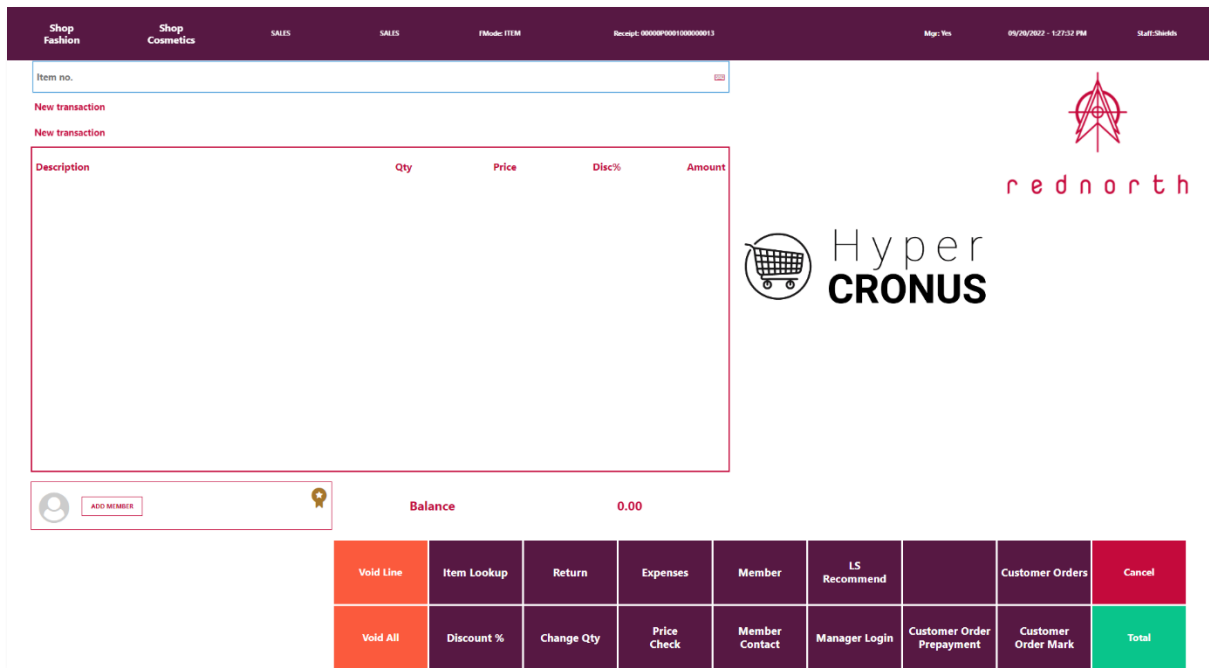 Shop Fashion
Shop Cosmetics
SALES
SALES
FMode: ITEM
Receipt: 00000P0001000000013
Mgr: Yes
09/20/2022 - 1:27:32 PM
Staff:Shields
Item no.
New transaction
New transaction
Description Qty Price Disc% Amount
rednorth
Hyper
CRONUS
ADD MEMBER
Balance 0.00
Void Line
Item Lookup
Return
Expenses
Member
LS
Recommend
Customer Orders
Cancel
Void All
Discount %
Change Qty
Price
Check
Member
Contact
Manager Login
Customer Order
Prepayment
Customer
Order Mark
Total